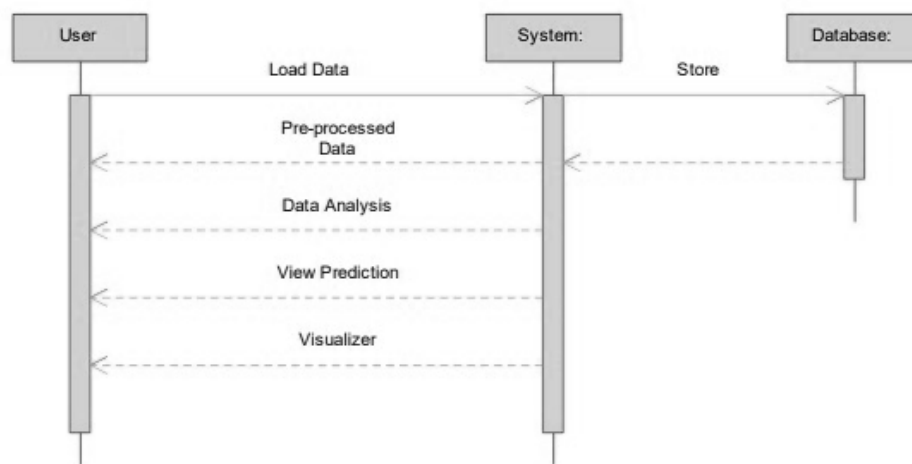 User
System:
Database:
Load Data
Store
Pre-processed
Data
Data Analysis
View Prediction
Visualizer